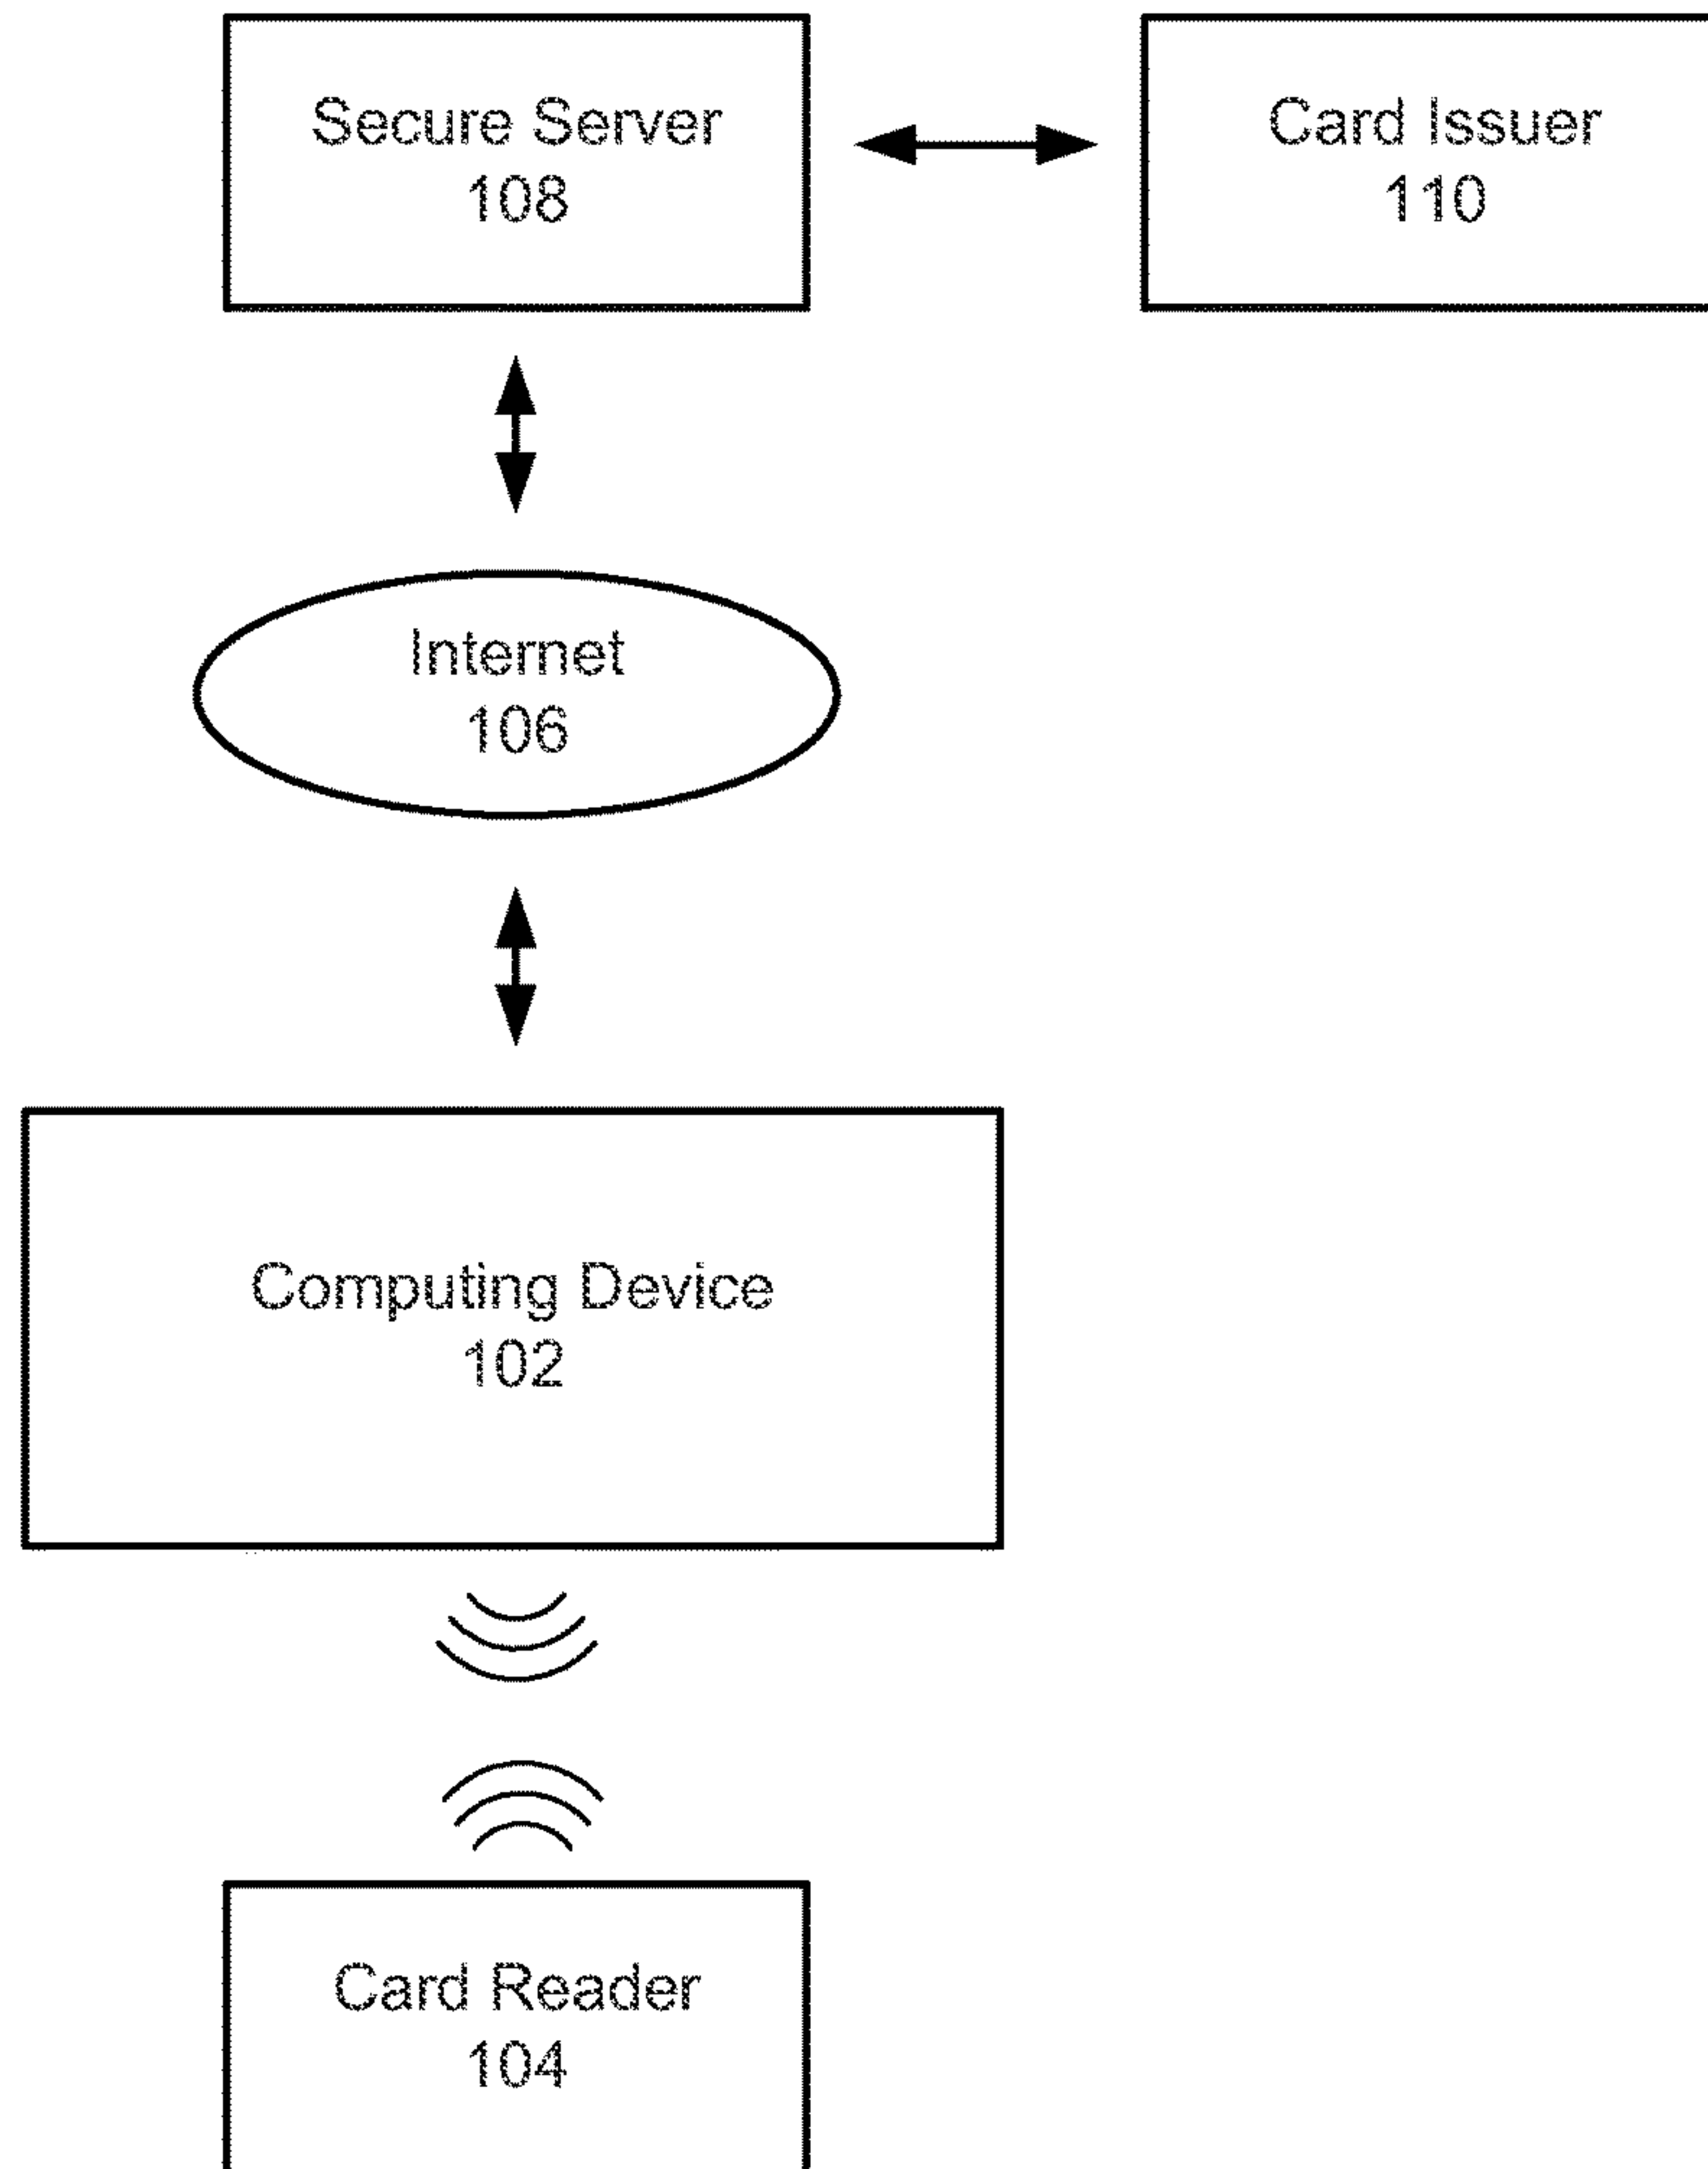 Secure Server
108
Card Issuer
110
Internet
106
Computing Device
102
Card Reader
104